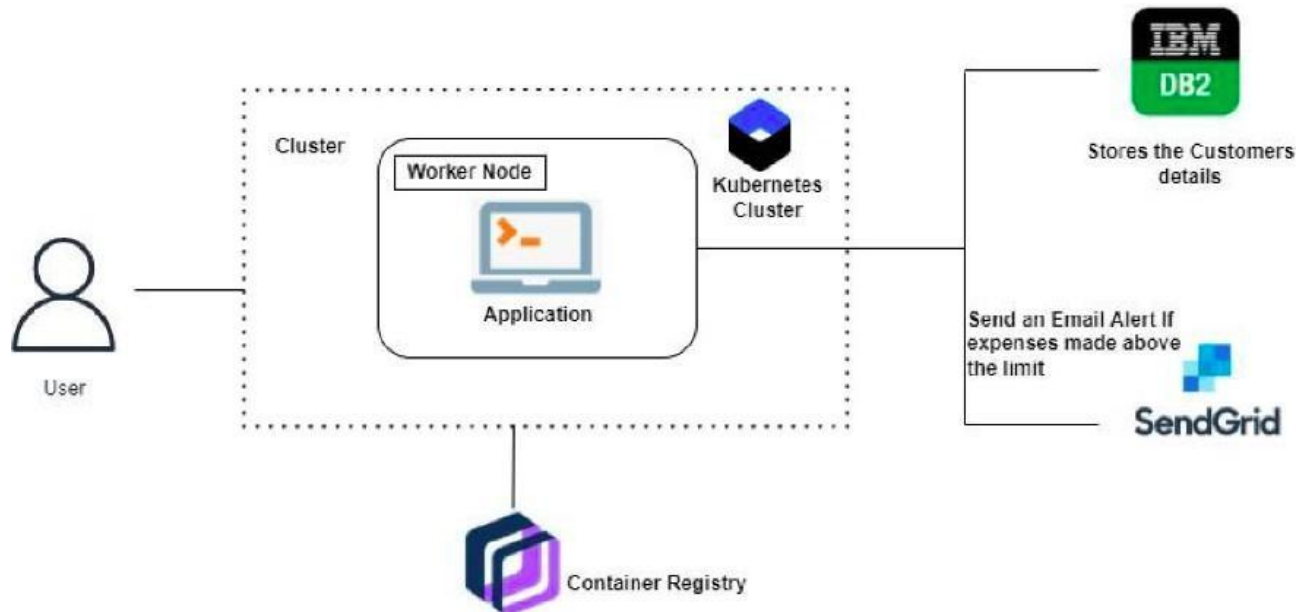 IBM
DB2
Stores the Customers
details
Cluster
Worker Node
Kubernetes
Cluster
Application
User
Send an Email Alert If
expenses made above
the limit
SendGrid
Container Registry